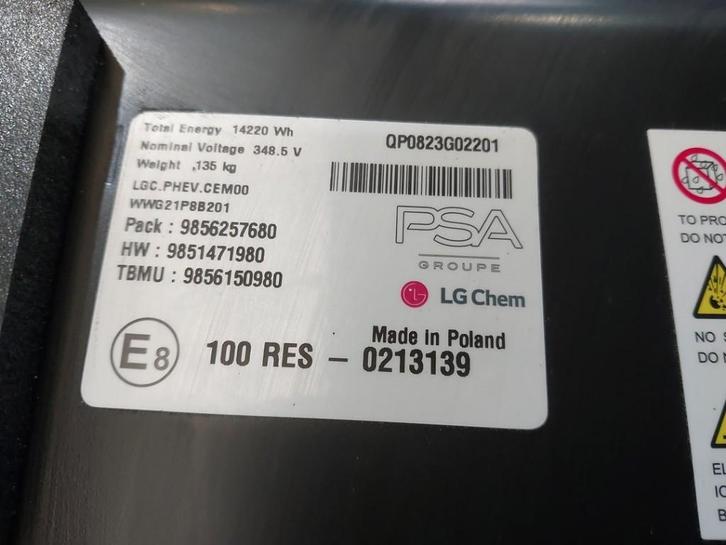 Total Energy 14220 Wh
Nominal Voltage 348.5 V
Weight ,135 kg
LGC.PHEV.CEM00
WWG21P8B201
Pack : 9856257680
HW : 9851471980
TBMU : 9856150980
QP0823G02201
PSA
GROUPE
LG Chem
Made in Poland
E8 100 RES - 0213139
TO PRO
DO NOT
NO S
DO N
EL
IC
B